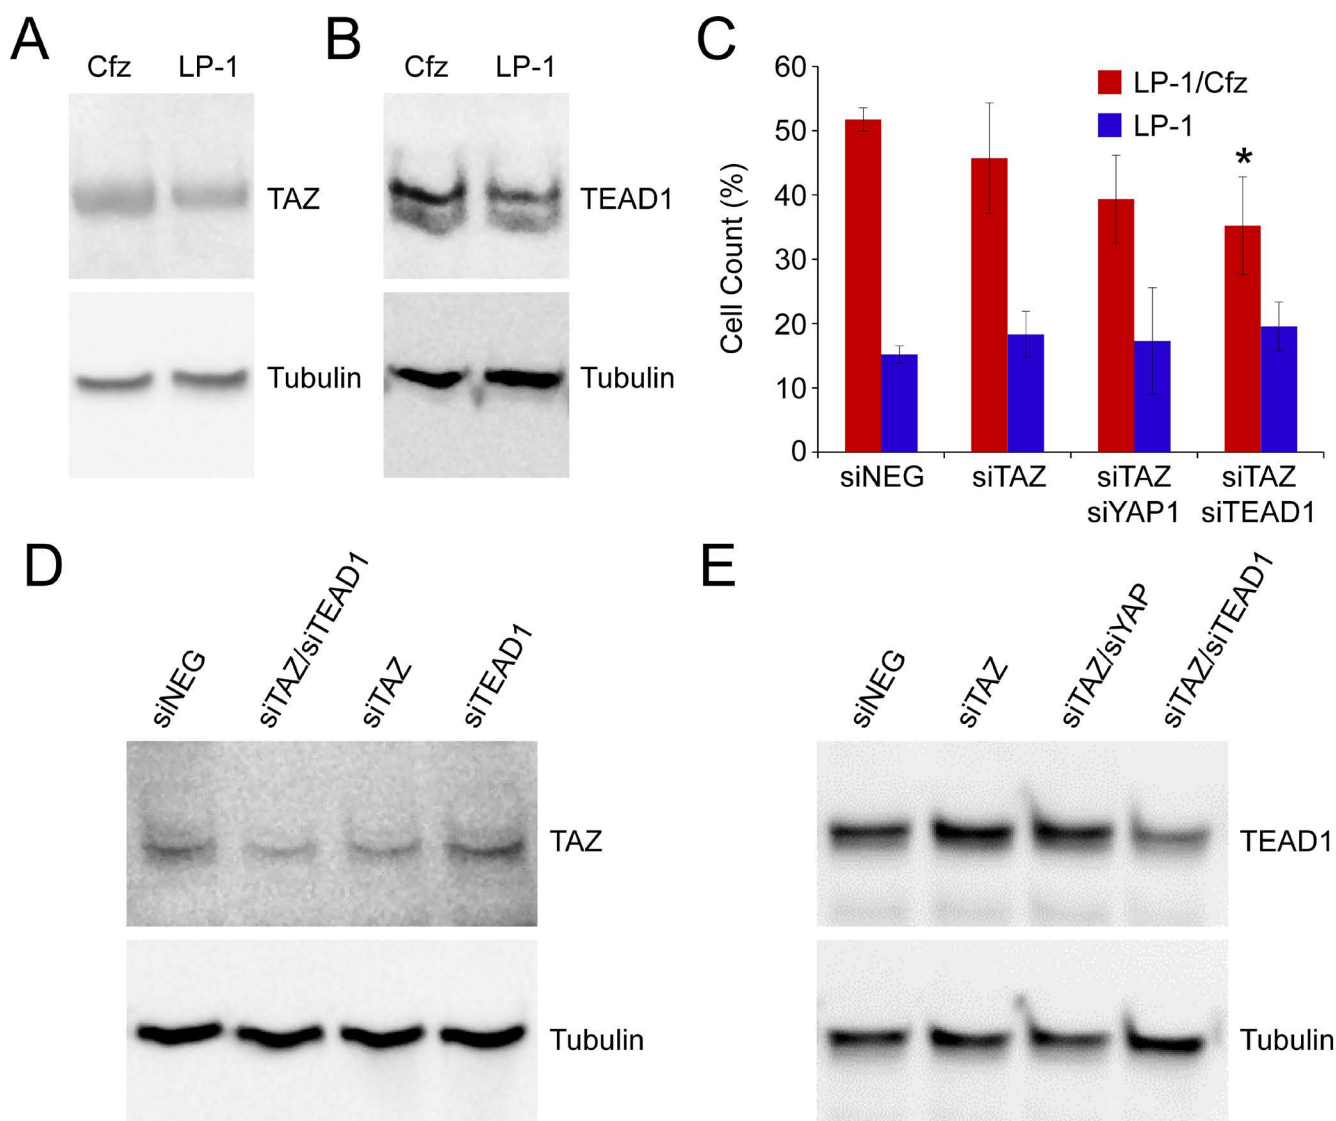 A
Cfz LP-1
TAZ
Tubulin
B
Cfz LP-1
TEAD1
Tubulin
C
60
50
40
30
20
10
0
Cell Count (%)
LP-1/Cfz
LP-1
*
siNEG siTAZ siTAZ siTAZ
siYAP1 siTEAD1
D
siNEG
siTAZ/siTEAD1
siTAZ
siTEAD1
TAZ
Tubulin
E
siNEG
siTAZ
siTAZ/siYAP
siTAZ/siTEAD1
TEAD1
Tubulin